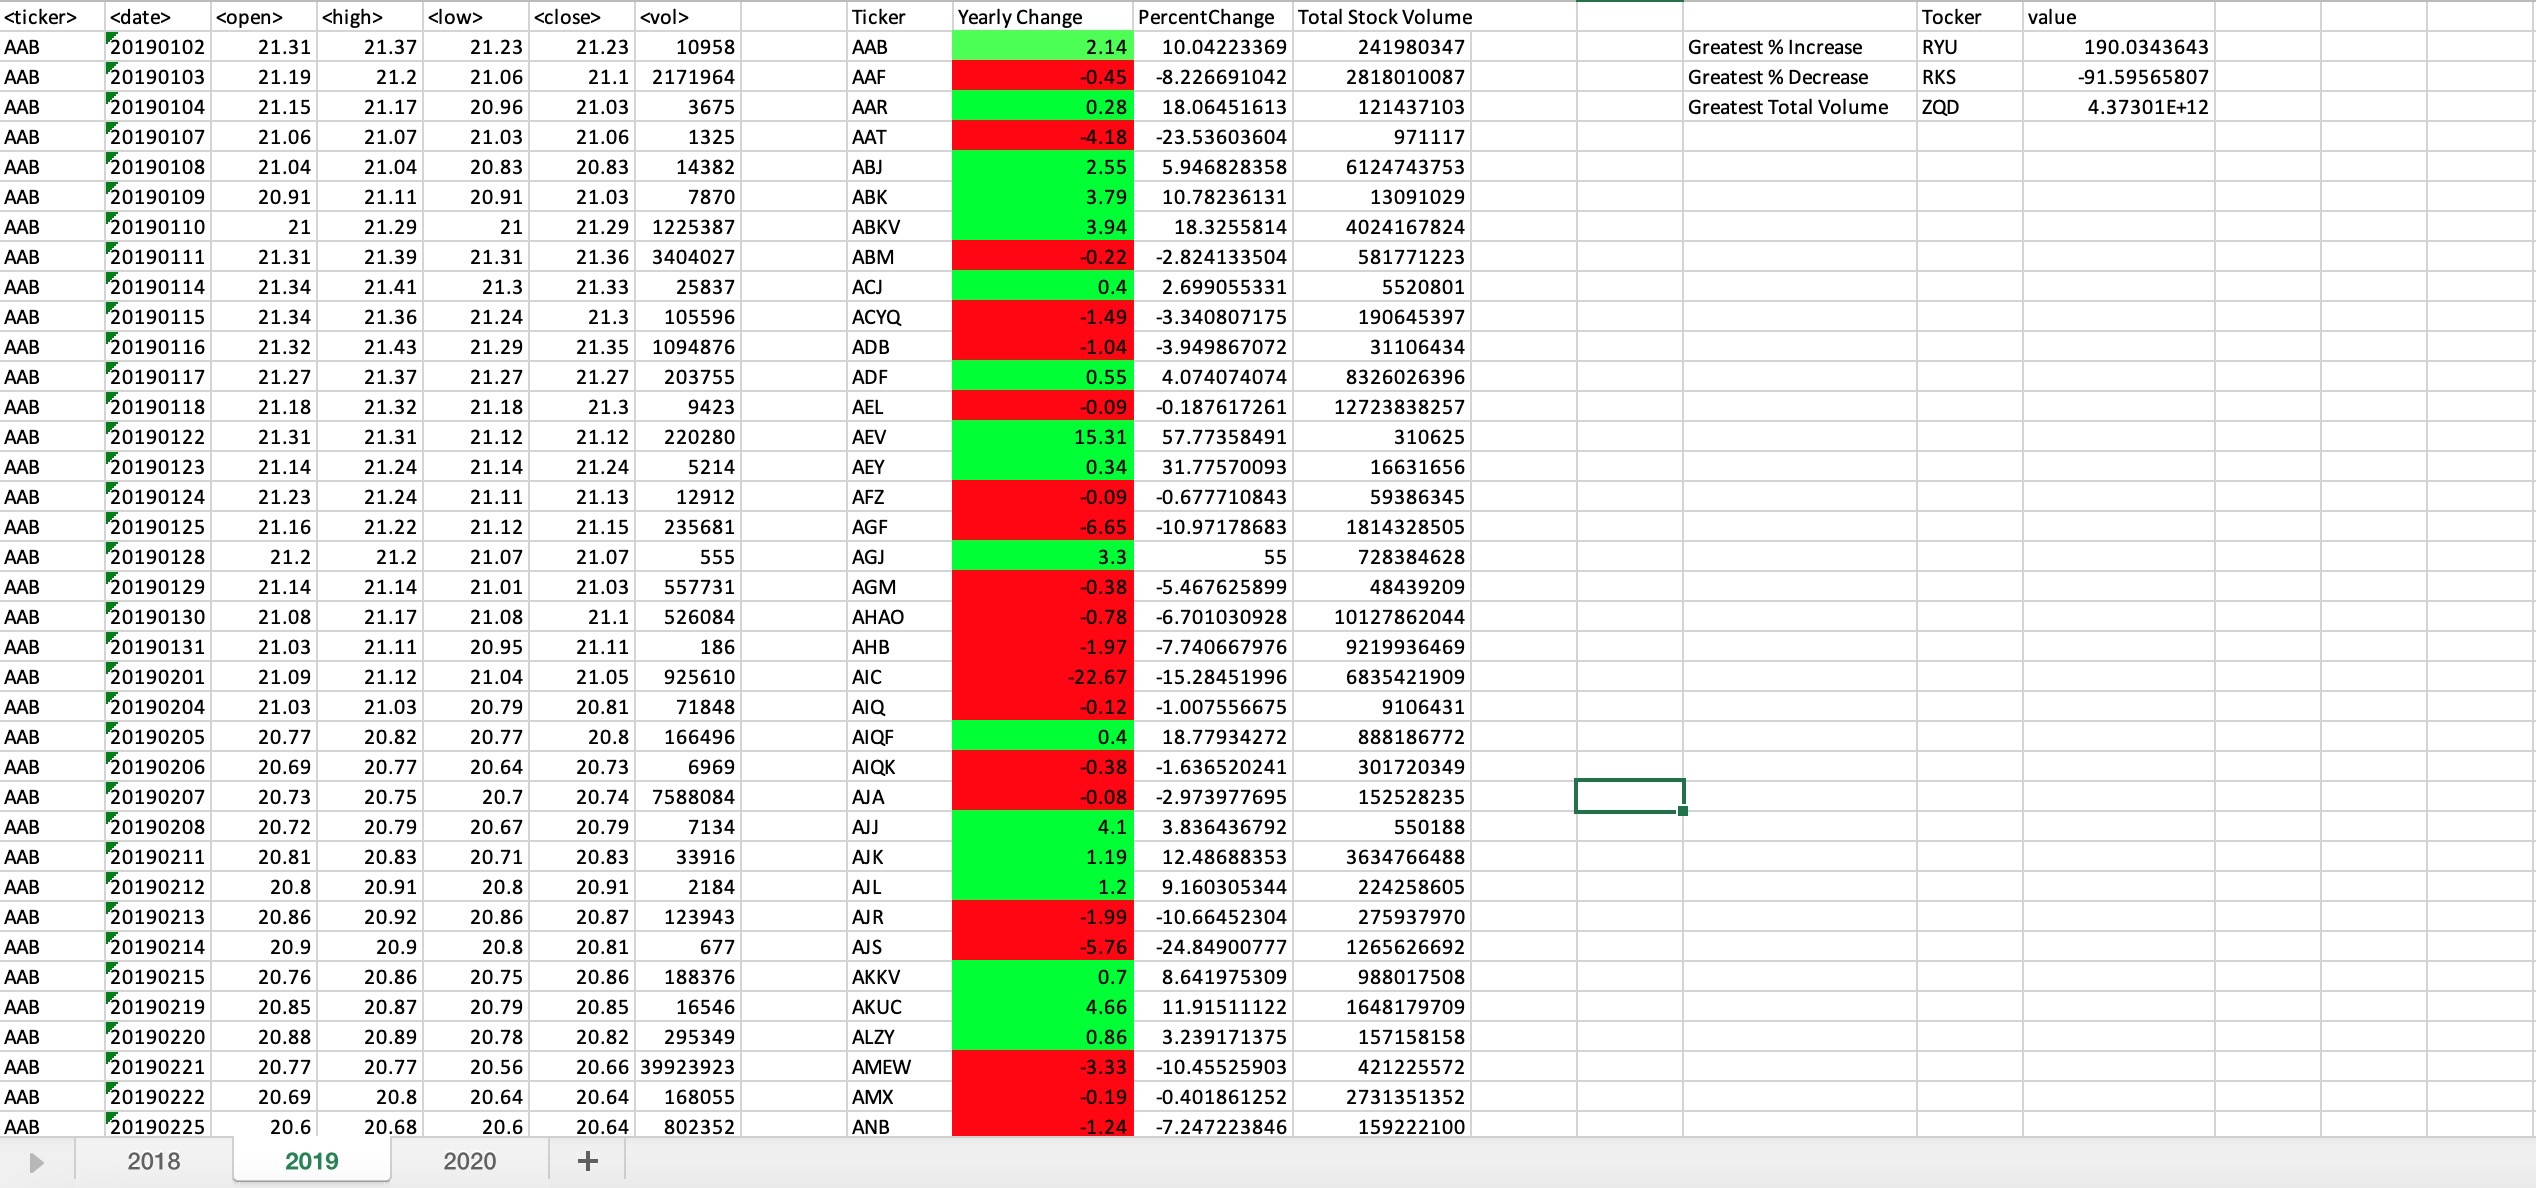 <ticker> <date> <open> <high> <low> <close> <vol> Ticker Yearly Change PercentChange Total Stock Volume Tocker value
AAB 20190102 21.31 21.37 21.23 21.23 10958 AAB 2.14 10.04223369 241980347 Greatest % Increase RYU 190.0343643
AAB 20190103 21.19 21.2 21.06 21.1 2171964 AAF -0.45 -8.226691042 2818010087 Greatest % Decrease RKS -91.59565807
AAB 20190104 21.15 21.17 20.96 21.03 3675 AAR 0.28 18.06451613 121437103 Greatest Total Volume ZQD 4.37301E+12
AAB 20190107 21.06 21.07 21.03 21.06 1325 AAT -4.18 -23.53603604 971117
AAB 20190108 21.04 21.04 20.83 20.83 14382 ABJ 2.55 5.946828358 6124743753
AAB 20190109 20.91 21.11 20.91 21.03 7870 ABK 3.79 10.78236131 13091029
AAB 20190110 21 21.29 21 21.29 1225387 ABKV 3.94 18.3255814 4024167824
AAB 20190111 21.31 21.39 21.31 21.36 3404027 ABM -0.22 -2.824133504 581771223
AAB 20190114 21.34 21.41 21.3 21.33 25837 ACJ 0.4 2.699055331 5520801
AAB 20190115 21.34 21.36 21.24 21.3 105596 ACYQ -1.49 -3.340807175 190645397
AAB 20190116 21.32 21.43 21.29 21.35 1094876 ADB -1.04 -3.949867072 31106434
AAB 20190117 21.27 21.37 21.27 21.27 203755 ADF 0.55 4.074074074 8326026396
AAB 20190118 21.18 21.32 21.18 21.3 9423 AEL -0.09 -0.187617261 12723838257
AAB 20190122 21.31 21.31 21.12 21.12 220280 AEV 15.31 57.77358491 310625
AAB 20190123 21.14 21.24 21.14 21.24 5214 AEY 0.34 31.77570093 16631656
AAB 20190124 21.23 21.24 21.11 21.13 12912 AFZ -0.09 -0.677710843 59386345
AAB 20190125 21.16 21.22 21.12 21.15 235681 AGF -6.65 -10.97178683 1814328505
AAB 20190128 21.2 21.2 21.07 21.07 555 AGJ 3.3 55 728384628
AAB 20190129 21.14 21.14 21.01 21.03 557731 AGM -0.38 -5.467625899 48439209
AAB 20190130 21.08 21.17 21.08 21.1 526084 AHAO -0.78 -6.701030928 10127862044
AAB 20190131 21.03 21.11 20.95 21.11 186 AHB -1.97 -7.740667976 9219936469
AAB 20190201 21.09 21.12 21.04 21.05 925610 AIC -22.67 -15.28451996 6835421909
AAB 20190204 21.03 21.03 20.79 20.81 71848 AIQ -0.12 -1.007556675 9106431
AAB 20190205 20.77 20.82 20.77 20.8 166496 AIQF 0.4 18.77934272 888186772
AAB 20190206 20.69 20.77 20.64 20.73 6969 AIQK -0.38 -1.636520241 301720349
AAB 20190207 20.73 20.75 20.7 20.74 7588084 AJA -0.08 -2.973977695 152528235
AAB 20190208 20.72 20.79 20.67 20.79 7134 AJJ 4.1 3.836436792 550188
AAB 20190211 20.81 20.83 20.71 20.83 33916 AJK 1.19 12.48688353 3634766488
AAB 20190212 20.8 20.91 20.8 20.91 2184 AJL 1.2 9.160305344 224258605
AAB 20190213 20.86 20.92 20.86 20.87 123943 AJR -1.99 -10.66452304 275937970
AAB 20190214 20.9 20.9 20.8 20.81 677 AJS -5.76 -24.84900777 1265626692
AAB 20190215 20.76 20.86 20.75 20.86 188376 AKKV 0.7 8.641975309 988017508
AAB 20190219 20.85 20.87 20.79 20.85 16546 AKUC 4.66 11.91511122 1648179709
AAB 20190220 20.88 20.89 20.78 20.82 295349 ALZY 0.86 3.239171375 157158158
AAB 20190221 20.77 20.77 20.56 20.66 39923923 AMEW -3.33 -10.45525903 421225572
AAB 20190222 20.69 20.8 20.64 20.64 168055 AMX -0.19 -0.401861252 2731351352
AAB 20190225 20.6 20.68 20.6 20.64 802352 ANB -1.24 -7.247223846 159222100
2018 2019 2020 +